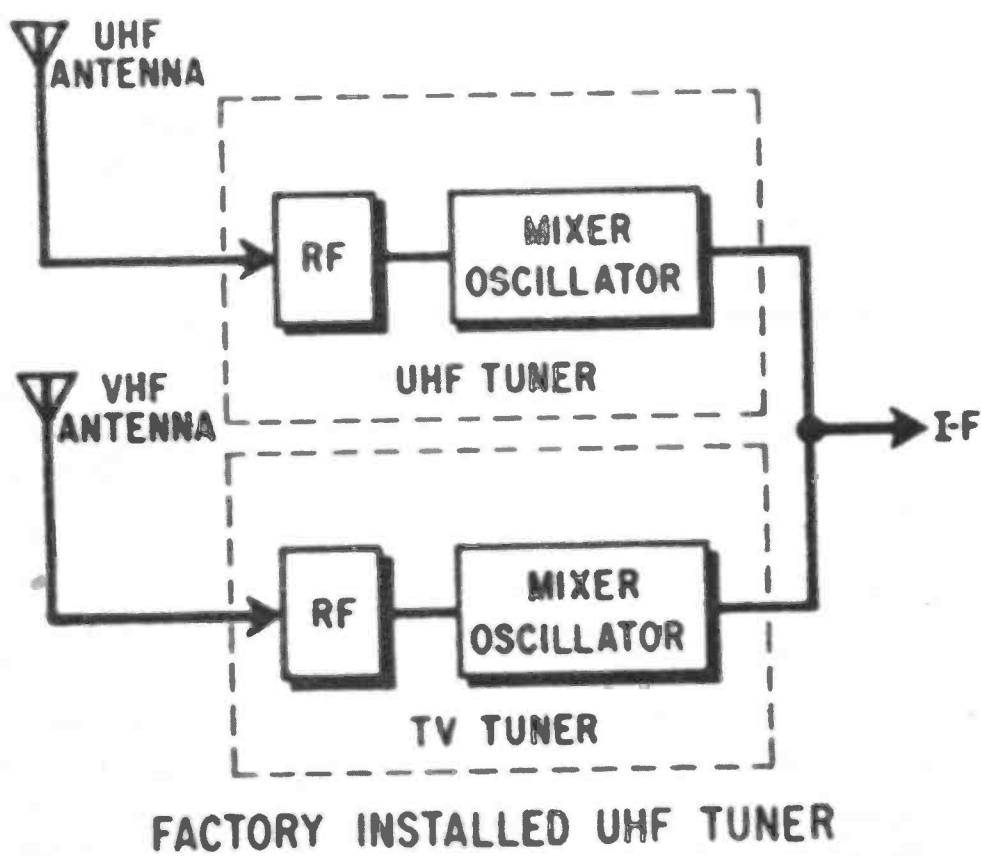 UHF
ANTENNA
RF
MIXER
OSCILLATOR
UHF TUNER
VHF
ANTENNA
I-F
RF
MIXER
OSCILLATOR
TV TUNER
FACTORY INSTALLED UHF TUNER